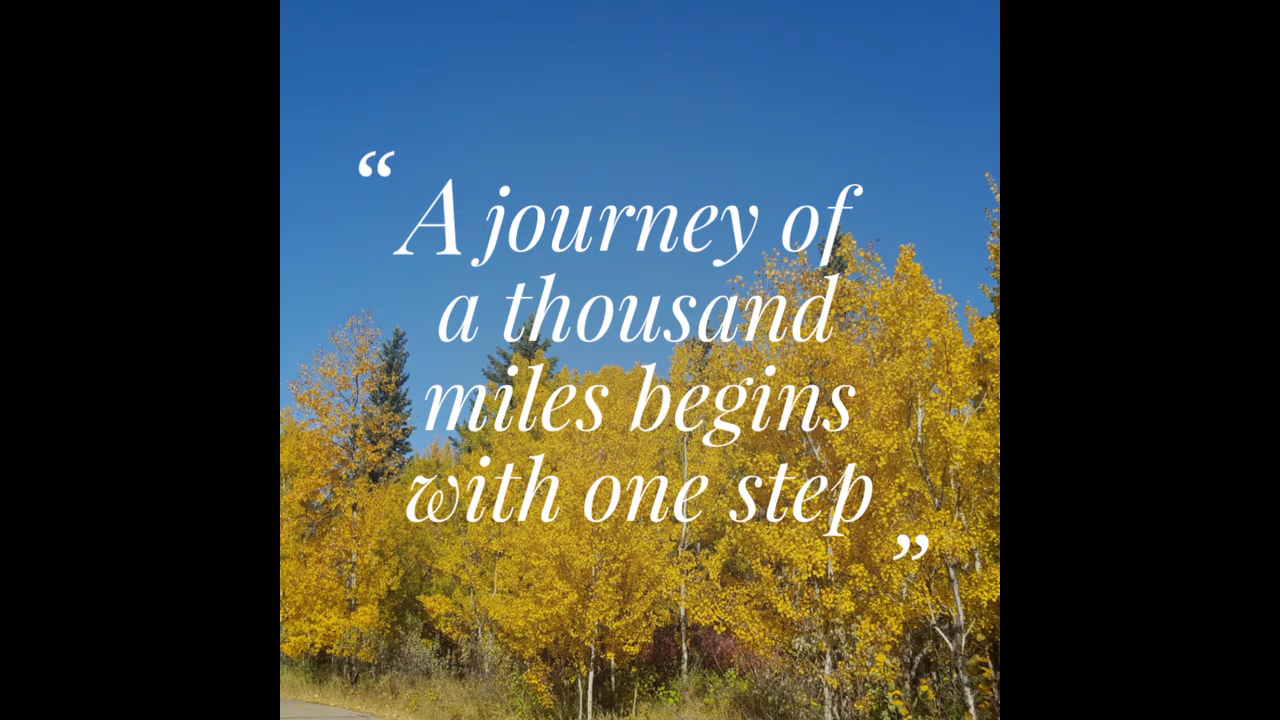 “ A journey of
a thousand
miles begins
with one step ”